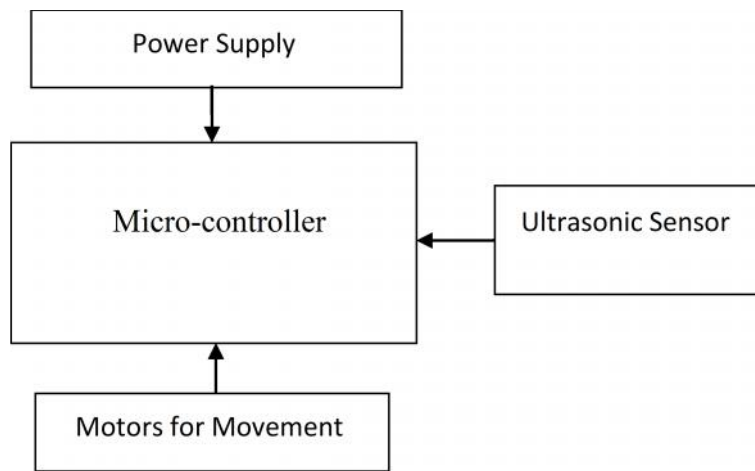 Power Supply
Micro-controller
Ultrasonic Sensor
Motors for Movement